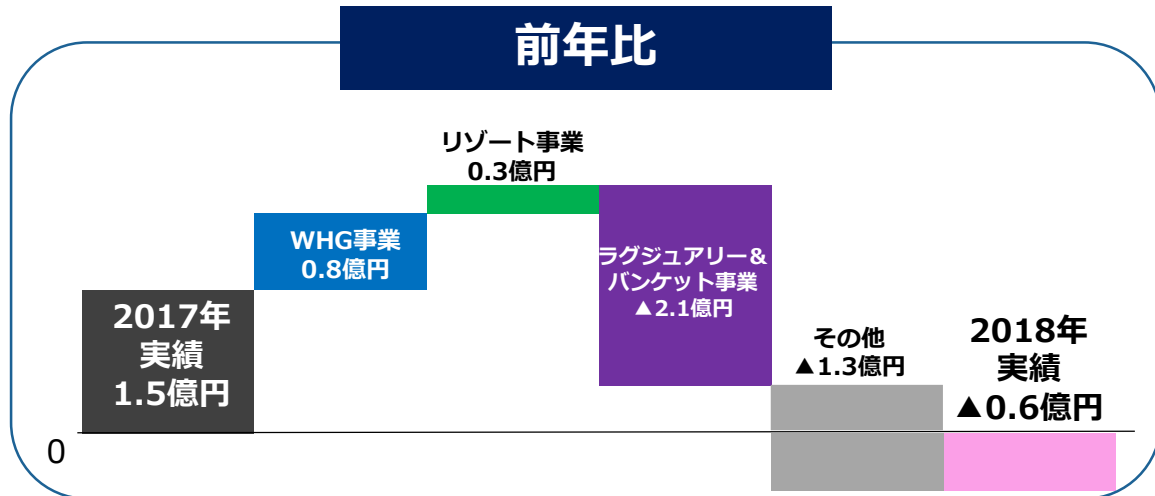 前年比
リゾート事業
0.3億円
WHG事業
0.8億円
ラグジュアリー&
バンケット事業
▲2.1億円
2017年
実績
1.5億円
その他
▲1.3億円
2018年
実績
▲0.6億円
0